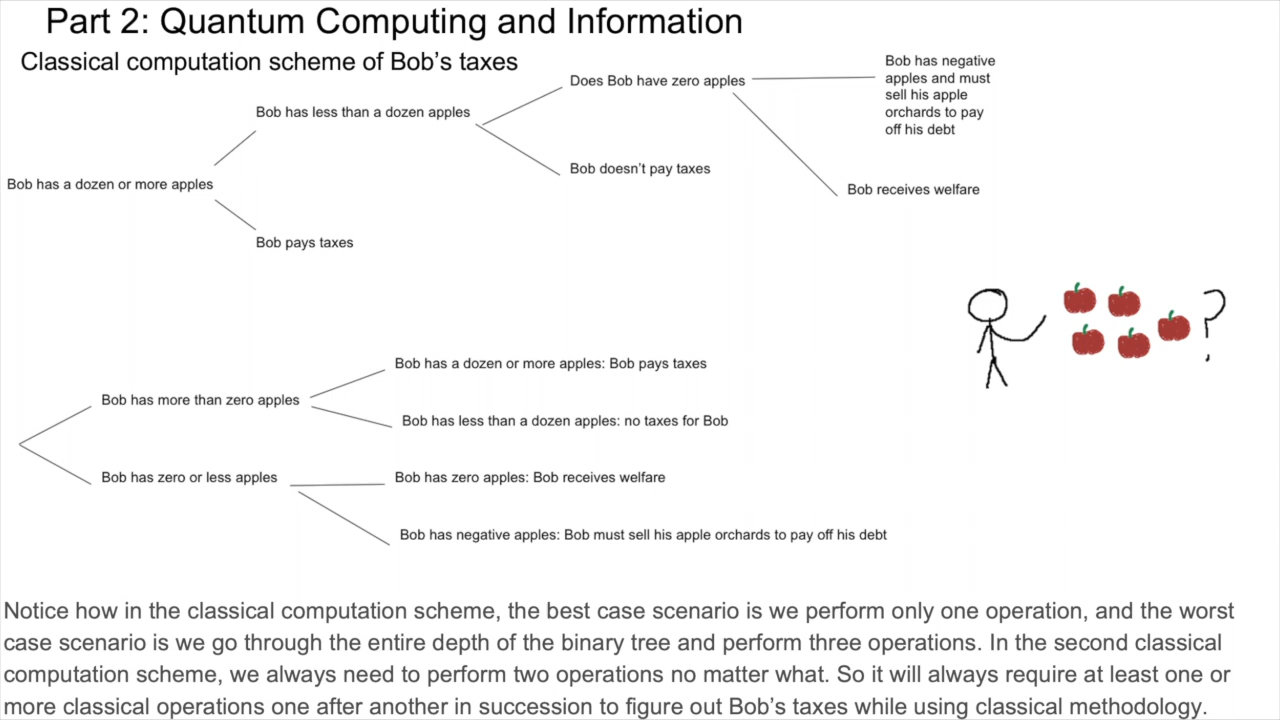 Part 2: Quantum Computing and Information
Classical computation scheme of Bob's taxes
Bob has a dozen or more apples
Bob has less than a dozen apples
Bob pays taxes
Does Bob have zero apples
Bob doesn't pay taxes
Bob has negative
apples and must
sell his apple
orchards to pay
off his debt
Bob receives welfare
?
Bob has more than zero apples
Bob has a dozen or more apples: Bob pays taxes
Bob has less than a dozen apples: no taxes for Bob
Bob has zero or less apples
Bob has zero apples: Bob receives welfare
Bob has negative apples: Bob must sell his apple orchards to pay off his debt
Notice how in the classical computation scheme, the best case scenario is we perform only one operation, and the worst
case scenario is we go through the entire depth of the binary tree and perform three operations. In the second classical
computation scheme, we always need to perform two operations no matter what. So it will always require at least one or
more classical operations one after another in succession to figure out Bob's taxes while using classical methodology.